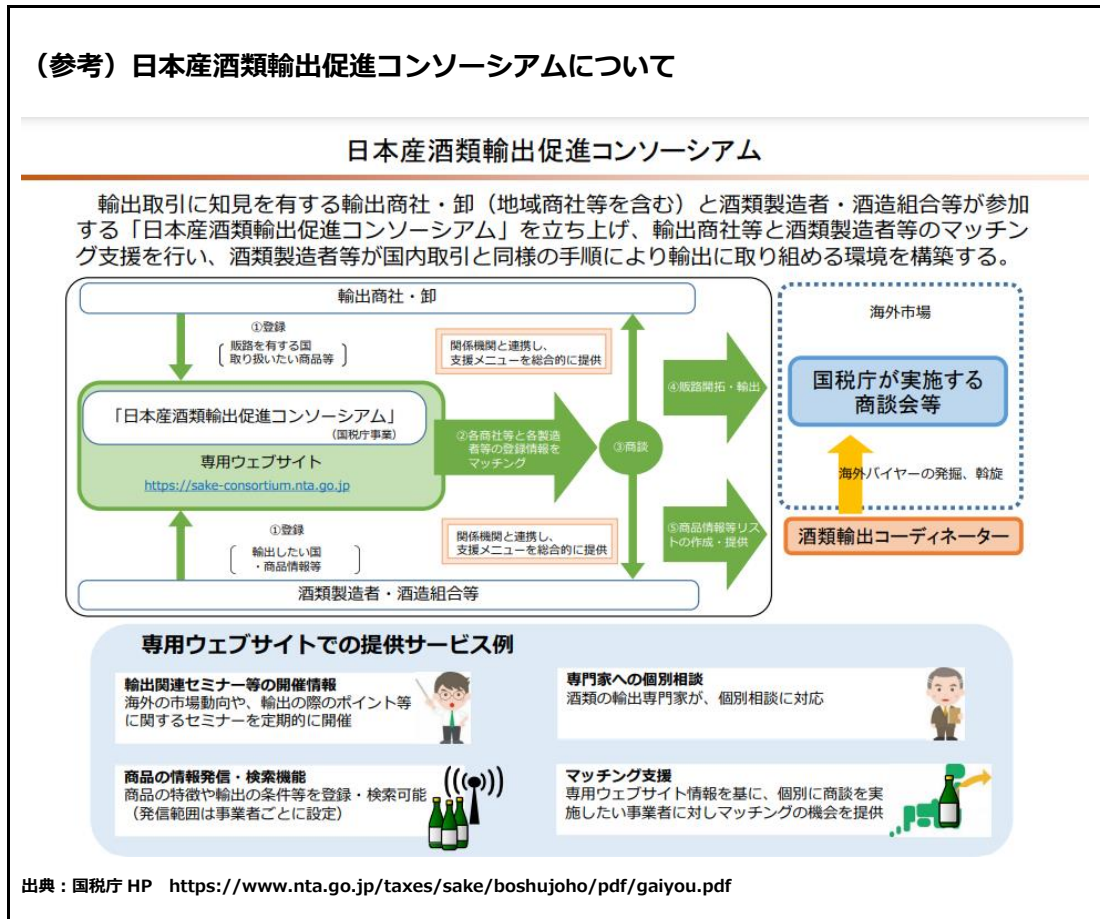 （参考）日本産酒類輸出促進コンソーシアムについて
日本産酒類輸出促進コンソーシアム
輸出取引に知見を有する輸出商社・卸（地域商社等を含む）と酒類製造者・酒造組合等が参加
する「日本産酒類輸出促進コンソーシアム」を立ち上げ、輸出商社等と酒類製造者等のマッチン
グ支援を行い、酒類製造者等が国内取引と同様の手順により輸出に取り組める環境を構築する。
輸出商社・卸
①登録
販路を有する国
取り扱いたい商品等
関係機関と連携し、
支援メニューを総合的に提供
「日本産酒類輸出促進コンソーシアム」
（国税庁事業）
専用ウェブサイト
https://sake-consortium.nta.go.jp
②各商社等と各製造
者等の登録情報を
マッチング
③商談
④販路開拓・輸出
⑤商品情報等リス
トの作成・提供
①登録
輸出したい国
・商品情報等
関係機関と連携し、
支援メニューを総合的に提供
酒類製造者・酒造組合等
海外市場
国税庁が実施する
商談会等
海外バイヤーの発掘、斡旋
酒類輸出コーディネーター
専用ウェブサイトでの提供サービス例
輸出関連セミナー等の開催情報
海外の市場動向や、輸出の際のポイント等
に関するセミナーを定期的に開催
専門家への個別相談
酒類の輸出専門家が、個別相談に対応
商品の情報発信・検索機能
商品の特徴や輸出の条件等を登録・検索可能
（発信範囲は事業者ごとに設定）
マッチング支援
専用ウェブサイト情報を基に、個別に商談を実
施したい事業者に対しマッチングの機会を提供
出典：国税庁 HP　https://www.nta.go.jp/taxes/sake/boshujoho/pdf/gaiyou.pdf